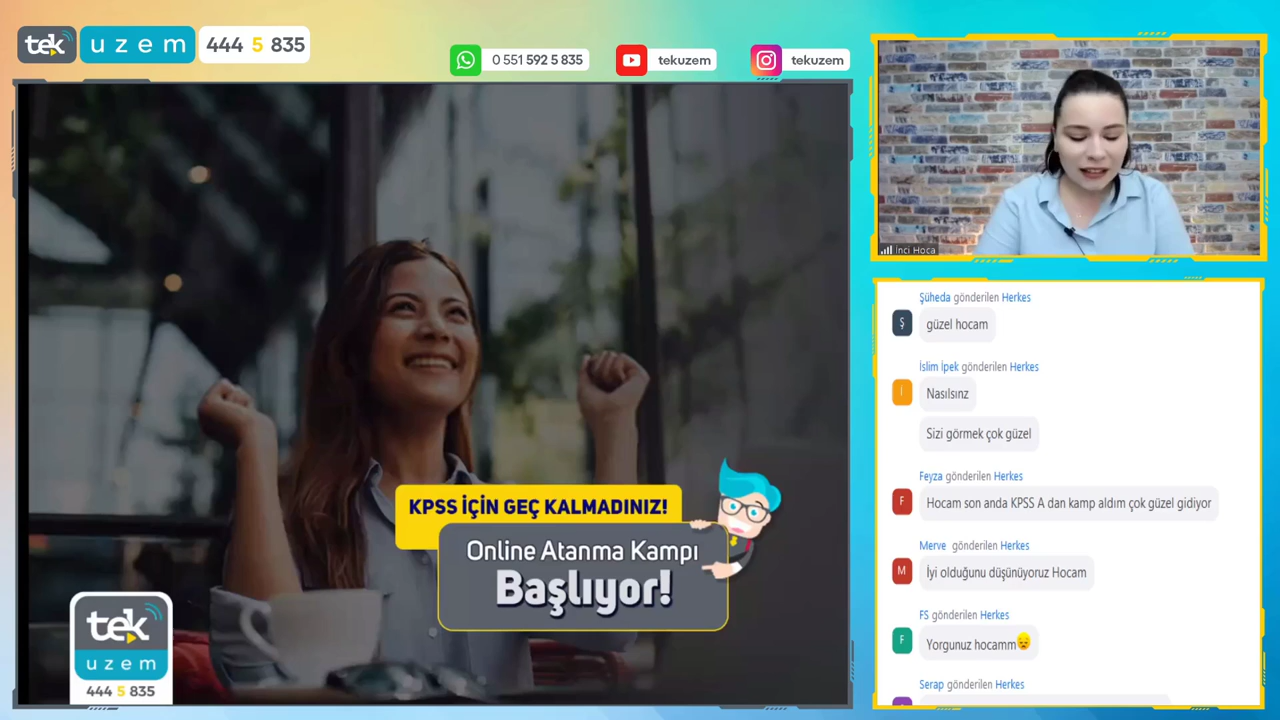 tek uzem 444 5 835
0 551 592 5 835
tekuzem
tekuzem
KPSS İÇİN GEÇ KALMADINIZ!
Online Atanma Kampı
Başlıyor!
tek
uzem
444 5 835
İnci Hoca
Şüheda gönderilen Herkes
Ş
güzel hocam
İslim İpek gönderilen Herkes
İ
Nasılsınz
Sizi görmek çok güzel
Feyza gönderilen Herkes
F
Hocam son anda KPSS A dan kamp aldım çok güzel gidiyor
Merve gönderilen Herkes
M
İyi olduğunu düşünüyoruz Hocam
FS gönderilen Herkes
F
Yorgunuz hocamm😞
Serap gönderilen Herkes